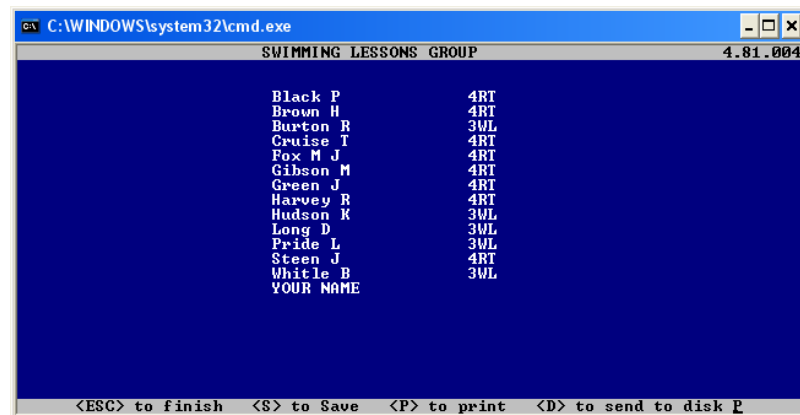 C:\WINDOWS\system32\cmd.exe
SWIMMING LESSONS GROUP 4.81.004
Black P 4RT
Brown H 4RT
Burton R 3WL
Cruise T 4RT
Fox M J 4RT
Gibson M 4RT
Green J 4RT
Harvey R 4RT
Hudson K 3WL
Long D 3WL
Pride L 3WL
Steen J 4RT
Whitle B 3WL
YOUR NAME
<ESC> to finish <S> to Save <P> to print <D> to send to disk P